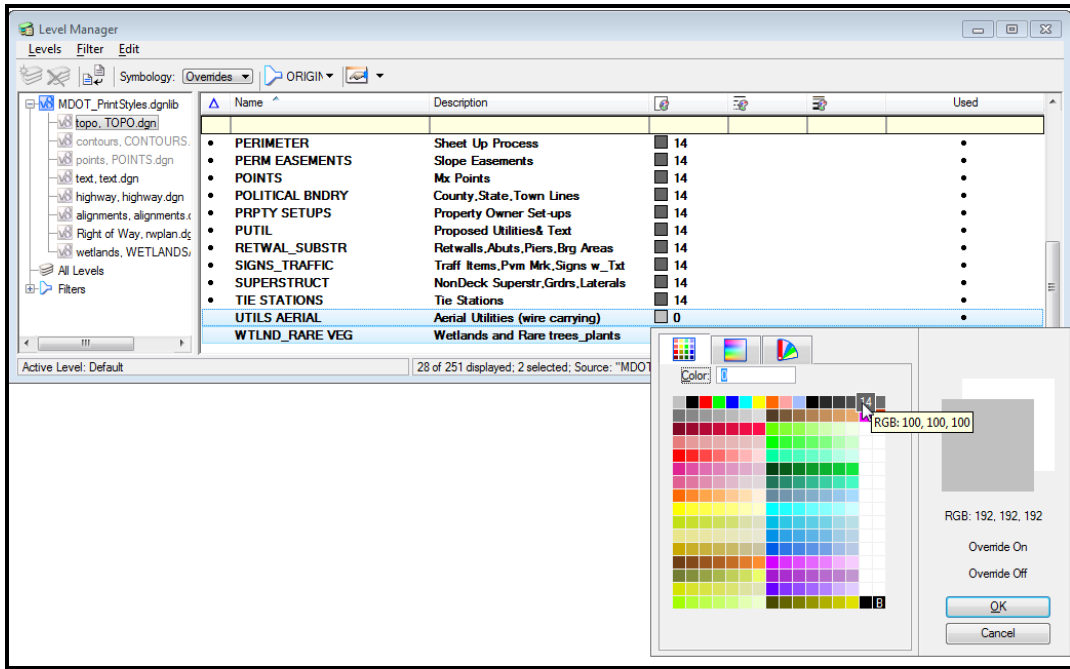 Level Manager
Levels Filter Edit
Symbology: Overrides ORIGIN
MDOT_PrintStyles.dgnlib
topo, TOPO.dgn
contours, CONTOURS.
points, POINTS.dgn
text, text.dgn
highway, highway.dgn
alignments, alignments.
Right of Way, rwplan.dg
wetlands, WETLANDS
All Levels
Filters
Name Description Used
PERIMETER Sheet Up Process 14
PERM EASEMENTS Slope Easements 14
POINTS Mx Points 14
POLITICAL BNDRY County,State,Town Lines 14
PRPTY SETUPS Property Owner Set-ups 14
PUTIL Proposed Utilities& Text 14
RETWAL_SUBSTR Retwalls,Abuts,Piers,Brg Areas 14
SIGNS_TRAFFIC Traff Items,Pvm Mrk,Signs w_Txt 14
SUPERSTRUCT NonDeck Superstr,Grdrs,Laterals 14
TIE STATIONS Tie Stations 14
UTILS AERIAL Aerial Utilities (wire carrying) 0
WTLND_RARE VEG Wetlands and Rare trees_plants
Active Level: Default
28 of 251 displayed; 2 selected; Source: "MDOT
Color: 0
14
RGB: 100, 100, 100
B
RGB: 192, 192, 192
Override On
Override Off
OK
Cancel